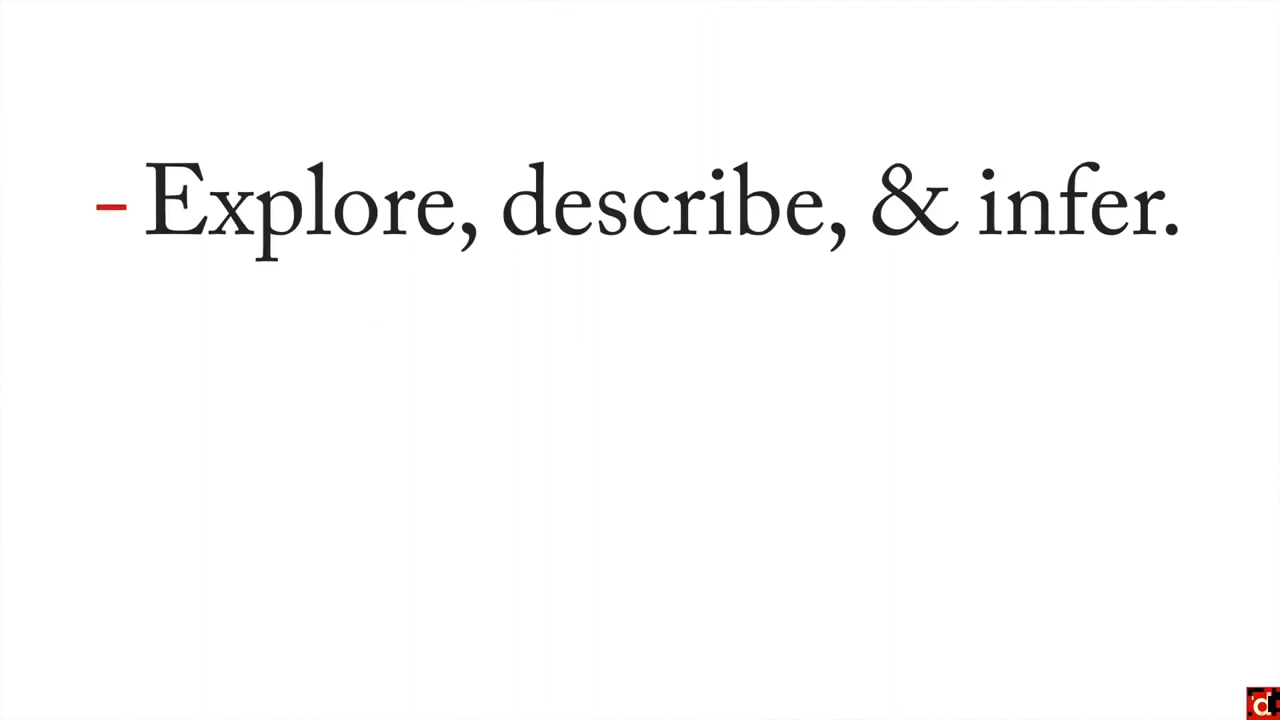 - Explore, describe, & infer.
d